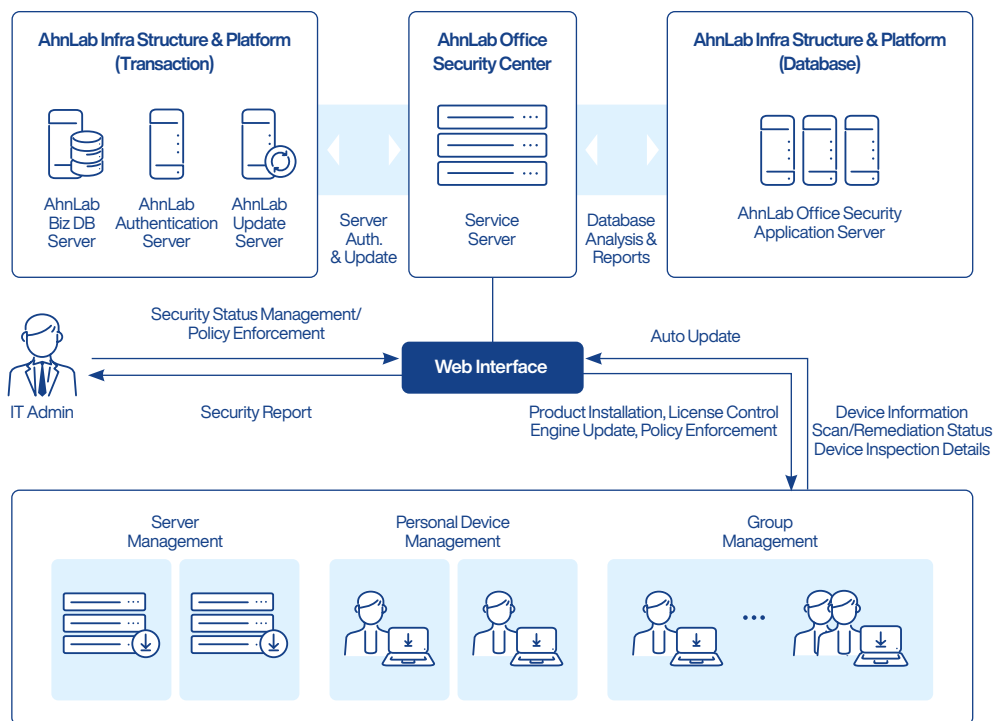 AhnLab Infra Structure & Platform
(Transaction)
AhnLab
Biz DB
Server
AhnLab
Authentication
Server
AhnLab
Update
Server
Server
Auth.
& Update
AhnLab Office
Security Center
Service
Server
Database
Analysis &
Reports
AhnLab Infra Structure & Platform
(Database)
AhnLab Office Security
Application Server
Security Status Management/
Policy Enforcement
IT Admin
Security Report
Web Interface
Auto Update
Product Installation, License Control
Engine Update, Policy Enforcement
Device Information
Scan/Remediation Status
Device Inspection Details
Server
Management
Personal Device
Management
Group
Management